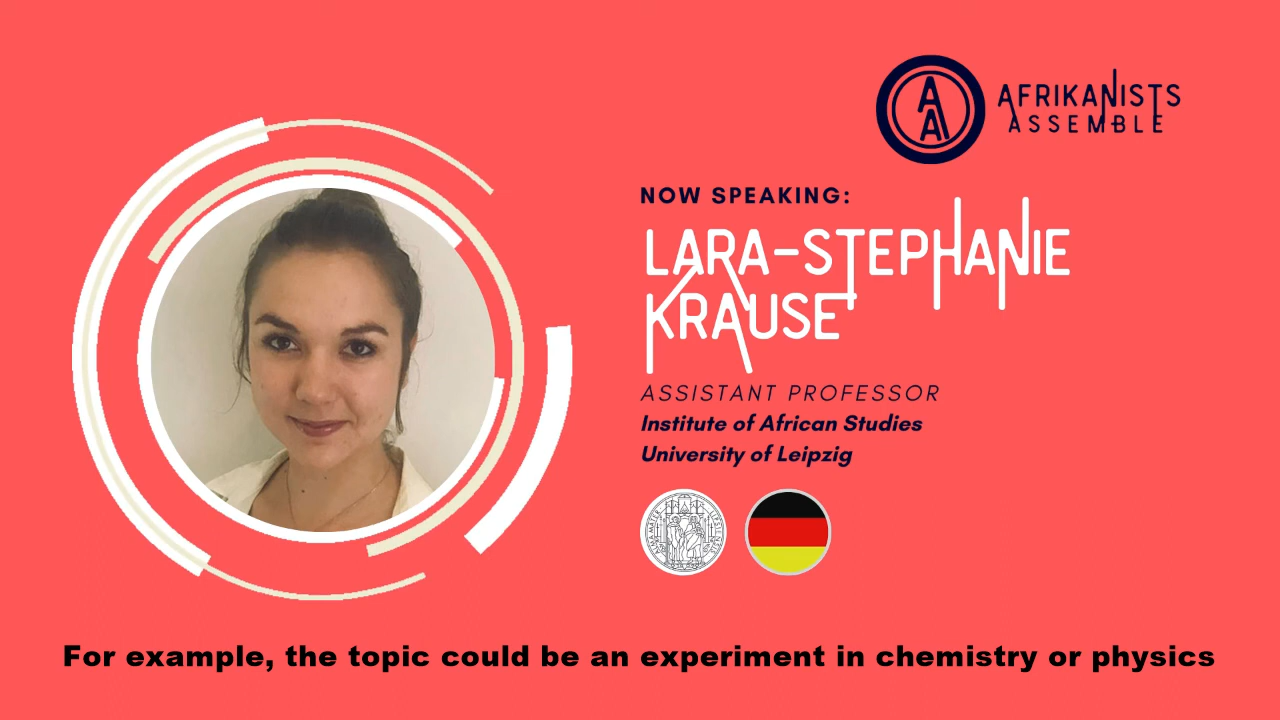 AA
AFRIKANISTS
ASSEMBLE
NOW SPEAKING:
LARA-STEPHANIE
KRAUSE
ASSISTANT PROFESSOR
Institute of African Studies
University of Leipzig
For example, the topic could be an experiment in chemistry or physics